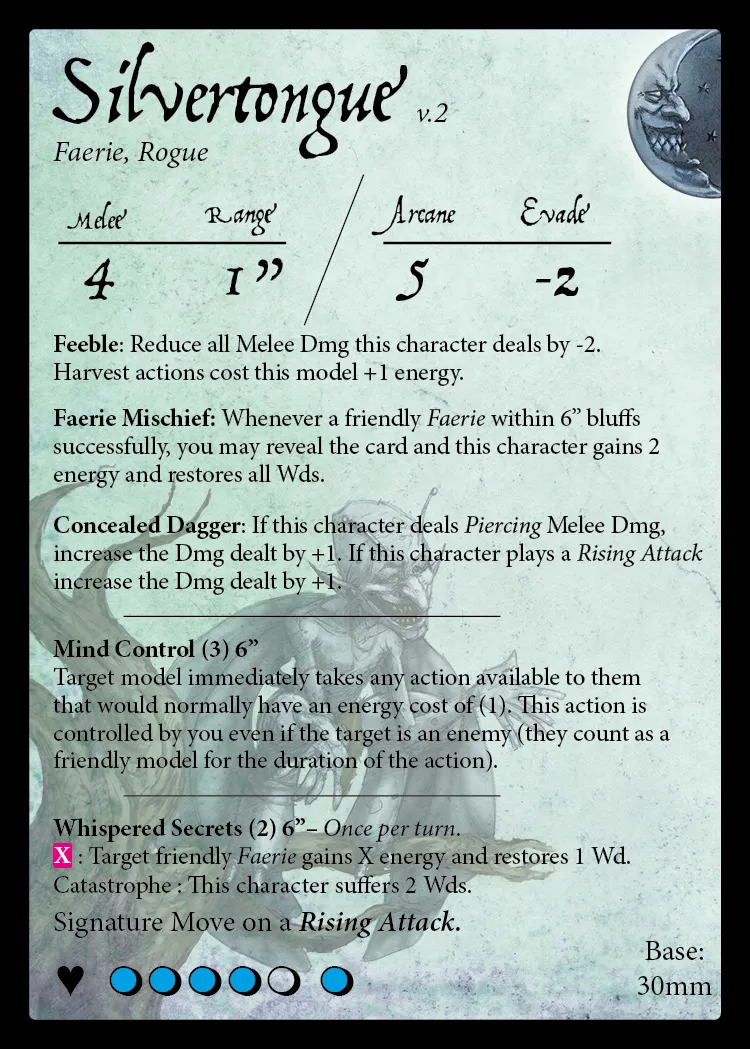 Silvertongue v.2
Faerie, Rogue
Melee Range Arcane Evade
4 1” 5 -2
Feeble: Reduce all Melee Dmg this character deals by -2.
Harvest actions cost this model +1 energy.
Faerie Mischief: Whenever a friendly Faerie within 6” bluffs
successfully, you may reveal the card and this character gains 2
energy and restores all Wds.
Concealed Dagger: If this character deals Piercing Melee Dmg,
increase the Dmg dealt by +1. If this character plays a Rising Attack
increase the Dmg dealt by +1.
Mind Control (3) 6”
Target model immediately takes any action available to them
that would normally have an energy cost of (1). This action is
controlled by you even if the target is an enemy (they count as a
friendly model for the duration of the action).
Whispered Secrets (2) 6”– Once per turn.
X : Target friendly Faerie gains X energy and restores 1 Wd.
Catastrophe : This character suffers 2 Wds.
Signature Move on a Rising Attack.
Base:
30mm